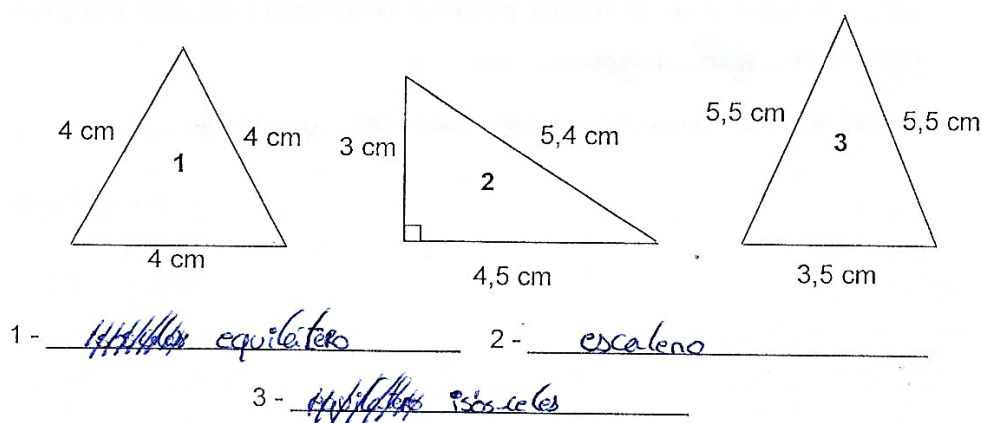 4 cm 4 cm
1
4 cm
3 cm 5,4 cm
2
4,5 cm
5,5 cm 5,5 cm
3
3,5 cm
1 - equilátero 2 - escaleno
3 - isósceles